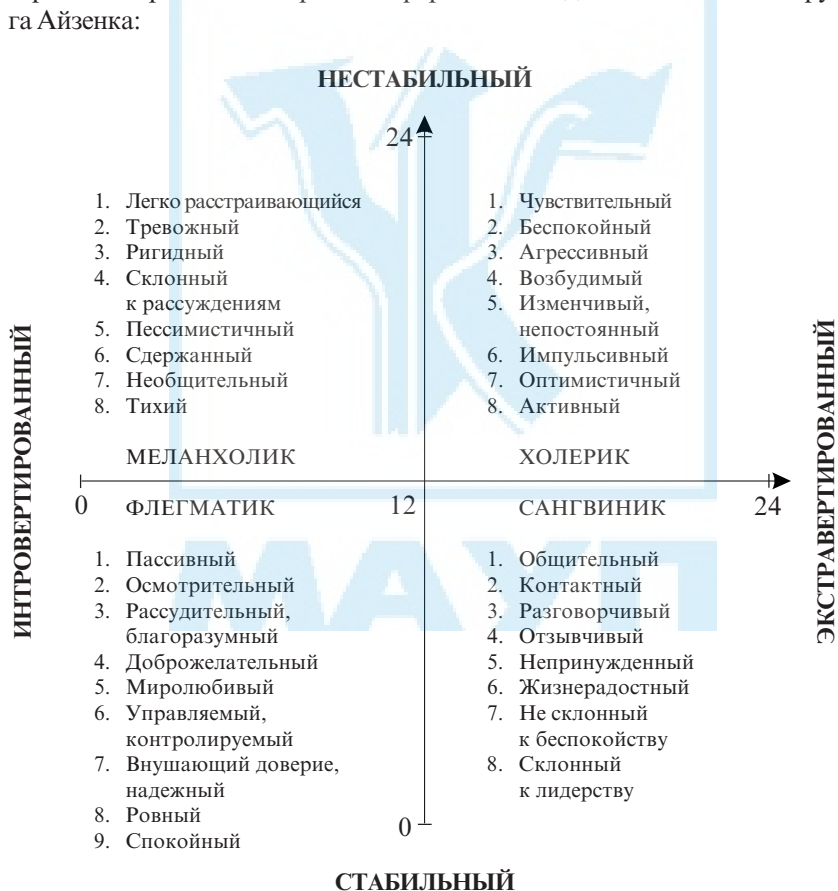 га Айзенка:
НЕСТАБИЛЬНЫЙ
24
1. Легко расстраивающийся
2. Тревожный
3. Ригидный
4. Склонный
к рассуждениям
5. Пессимистичный
6. Сдержанный
7. Необщительный
8. Тихий
1. Чувствительный
2. Беспокойный
3. Агрессивный
4. Возбудимый
5. Изменчивый,
непостоянный
6. Импульсивный
7. Оптимистичный
8. Активный
ИНТРОВЕРТИРОВАННЫЙ
ЭКСТРАВЕРТИРОВАННЫЙ
МЕЛАНХОЛИК
ХОЛЕРИК
0
12
24
ФЛЕГМАТИК
САНГВИНИК
МАУП
1. Пассивный
2. Осмотрительный
3. Рассудительный,
благоразумный
4. Доброжелательный
5. Миролюбивый
6. Управляемый,
контролируемый
7. Внушающий доверие,
надежный
8. Ровный
9. Спокойный
1. Общительный
2. Контактный
3. Разговорчивый
4. Отзывчивый
5. Непринужденный
6. Жизнерадостный
7. Не склонный
к беспокойству
8. Склонный
к лидерству
0
СТАБИЛЬНЫЙ